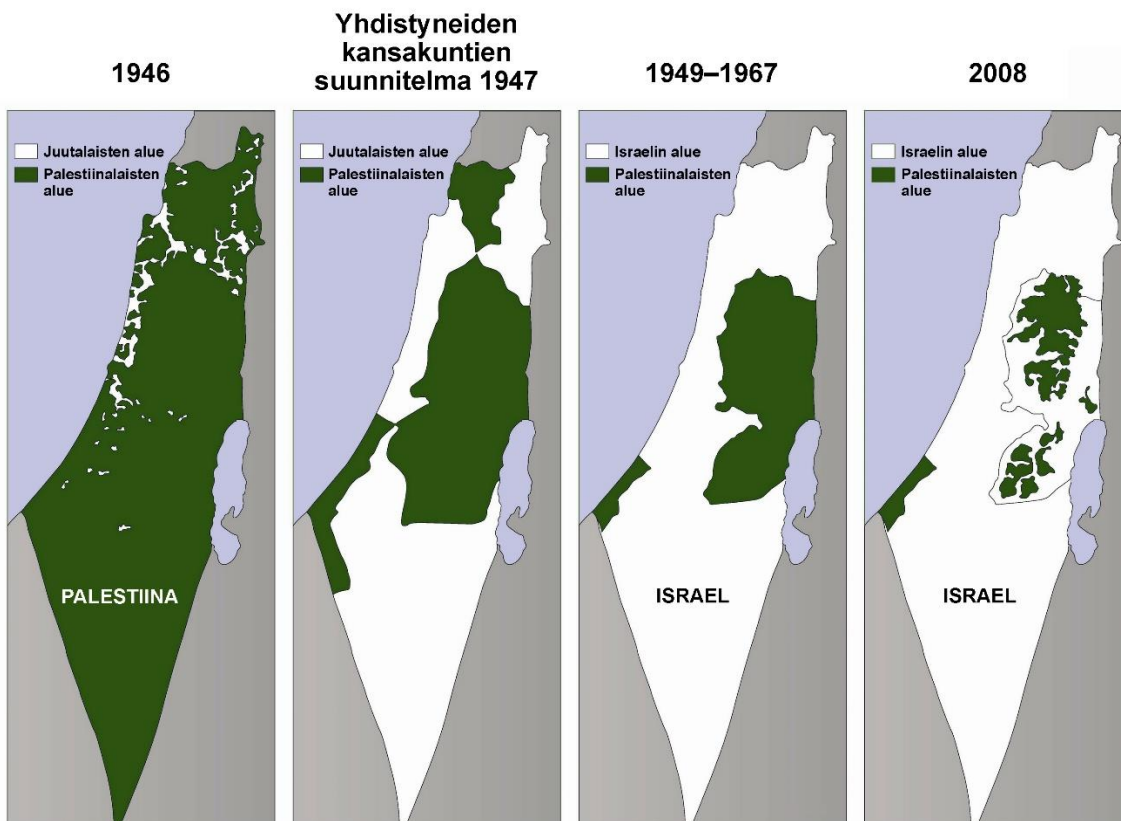 1946
Juutalaisten alue
Palestiinalaisten
alue
PALESTIINA
Yhdistyneiden
kansakuntien
suunnitelma 1947
Juutalaisten alue
Palestiinalaisten
alue
1949–1967
Israelin alue
Palestiinalaisten
alue
ISRAEL
2008
Israelin alue
Palestiinalaisten
alue
ISRAEL